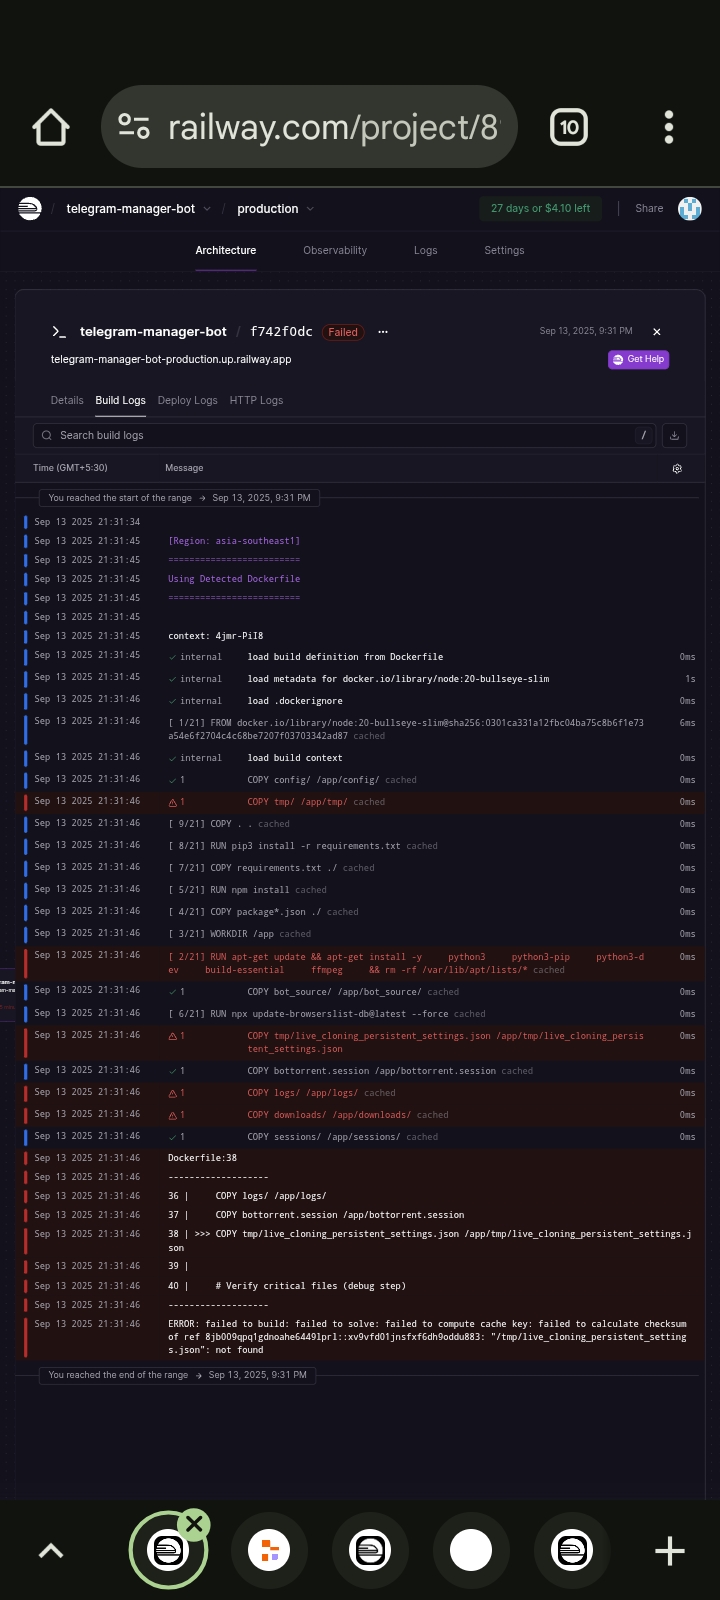 railway.com/project/8
10
telegram-manager-bot / production
27 days or $4.10 left
Share
Architecture Observability Logs Settings
telegram-manager-bot / f742f0dc Failed ···
Sep 13, 2025, 9:31 PM
telegram-manager-bot-production.up.railway.app
Get Help
Details Build Logs Deploy Logs HTTP Logs
Search build logs /
Time (GMT+5:30) Message
You reached the start of the range → Sep 13, 2025, 9:31 PM
Sep 13 2025 21:31:34
Sep 13 2025 21:31:45 [Region: asia-southeast1]
Sep 13 2025 21:31:45 =========================
Sep 13 2025 21:31:45 Using Detected Dockerfile
Sep 13 2025 21:31:45 =========================
Sep 13 2025 21:31:45
Sep 13 2025 21:31:45 context: 4jmr-PiI8
Sep 13 2025 21:31:45 internal load build definition from Dockerfile 0ms
Sep 13 2025 21:31:45 internal load metadata for docker.io/library/node:20-bullseye-slim 1s
Sep 13 2025 21:31:46 internal load .dockerignore 0ms
Sep 13 2025 21:31:46 [ 1/21] FROM docker.io/library/node:20-bullseye-slim@sha256:0301ca331a12fbc04ba75c8b6f1e73 6ms
a54e6f2704c4c68be7207f03703342ad87 cached
Sep 13 2025 21:31:46 internal load build context 0ms
Sep 13 2025 21:31:46 1 COPY config/ /app/config/ cached 0ms
Sep 13 2025 21:31:46 1 COPY tmp/ /app/tmp/ cached 0ms
Sep 13 2025 21:31:46 [ 9/21] COPY . . cached 0ms
Sep 13 2025 21:31:46 [ 8/21] RUN pip3 install -r requirements.txt cached 0ms
Sep 13 2025 21:31:46 [ 7/21] COPY requirements.txt ./ cached 0ms
Sep 13 2025 21:31:46 [ 5/21] RUN npm install cached 0ms
Sep 13 2025 21:31:46 [ 4/21] COPY package*.json ./ cached 0ms
Sep 13 2025 21:31:46 [ 3/21] WORKDIR /app cached 0ms
Sep 13 2025 21:31:46 [ 2/21] RUN apt-get update && apt-get install -y python3 python3-pip python3-d 0ms
ev build-essential ffmpeg && rm -rf /var/lib/apt/lists/* cached
Sep 13 2025 21:31:46 1 COPY bot_source/ /app/bot_source/ cached 0ms
Sep 13 2025 21:31:46 [ 6/21] RUN npx update-browserslist-db@latest --force cached 0ms
Sep 13 2025 21:31:46 1 COPY tmp/live_cloning_persistent_settings.json /app/tmp/live_cloning_persis 0ms
tent_settings.json
Sep 13 2025 21:31:46 1 COPY bottorrent.session /app/bottorrent.session cached 0ms
Sep 13 2025 21:31:46 1 COPY logs/ /app/logs/ cached 0ms
Sep 13 2025 21:31:46 1 COPY downloads/ /app/downloads/ cached 0ms
Sep 13 2025 21:31:46 1 COPY sessions/ /app/sessions/ cached 0ms
Sep 13 2025 21:31:46 Dockerfile:38
Sep 13 2025 21:31:46 -------------------
Sep 13 2025 21:31:46 36 | COPY logs/ /app/logs/
Sep 13 2025 21:31:46 37 | COPY bottorrent.session /app/bottorrent.session
Sep 13 2025 21:31:46 38 | >>> COPY tmp/live_cloning_persistent_settings.json /app/tmp/live_cloning_persistent_settings.j
son
Sep 13 2025 21:31:46 39 |
Sep 13 2025 21:31:46 40 | # Verify critical files (debug step)
Sep 13 2025 21:31:46 -------------------
Sep 13 2025 21:31:46 ERROR: failed to build: failed to solve: failed to compute cache key: failed to calculate checksum
of ref 8jb009qpq1gdnoahe6449lprl::xv9vfd01jnsfxf6dh9oddu883: "/tmp/live_cloning_persistent_setting
s.json": not found
You reached the end of the range → Sep 13, 2025, 9:31 PM